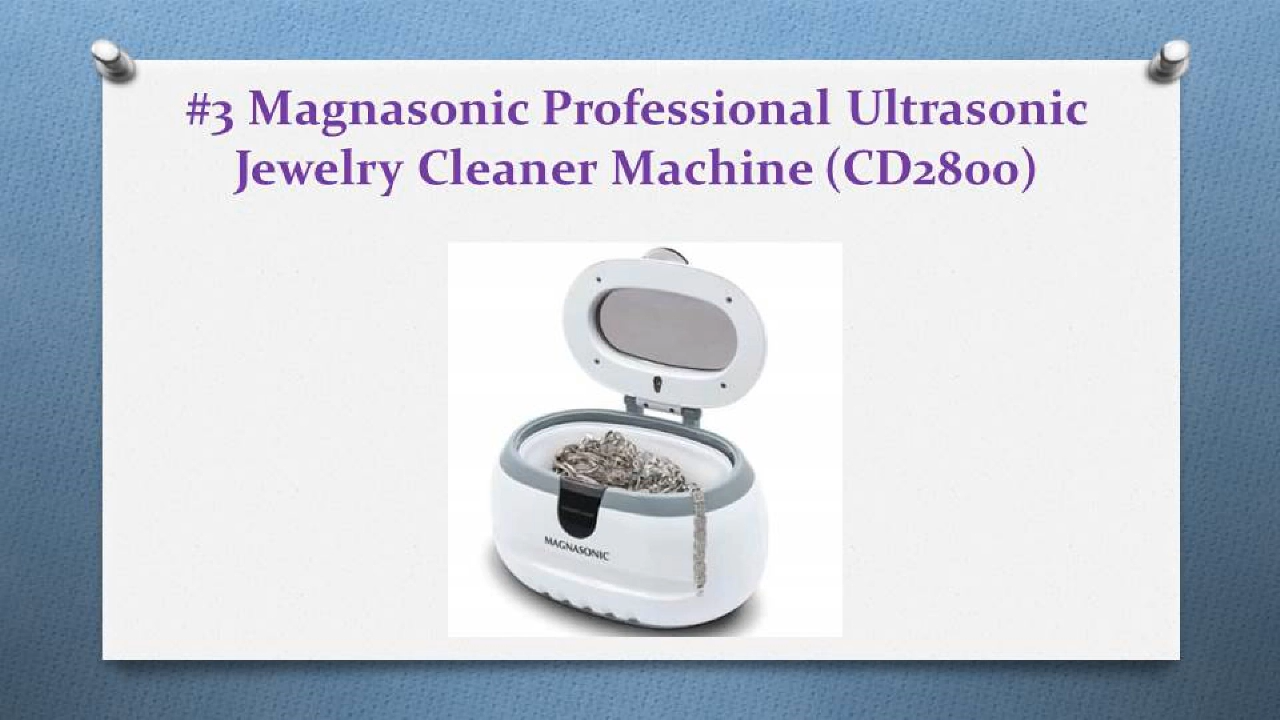 #3 Magnasonic Professional Ultrasonic
Jewelry Cleaner Machine (CD2800)
MAGNASONIC